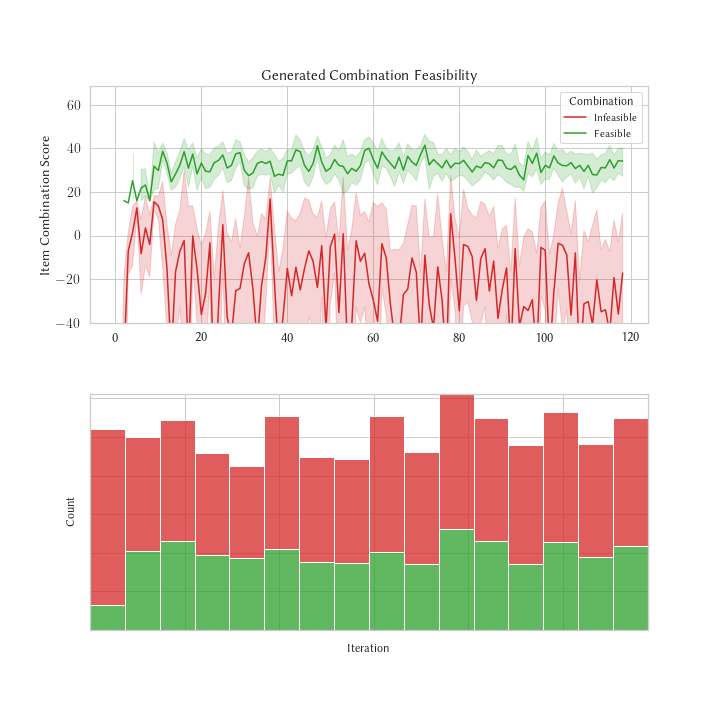 Generated Combination Feasibility
Item Combination Score
60
40
20
0
−20
−40
0
20
40
60
80
100
120
Combination
Infeasible
Feasible
Count
Iteration